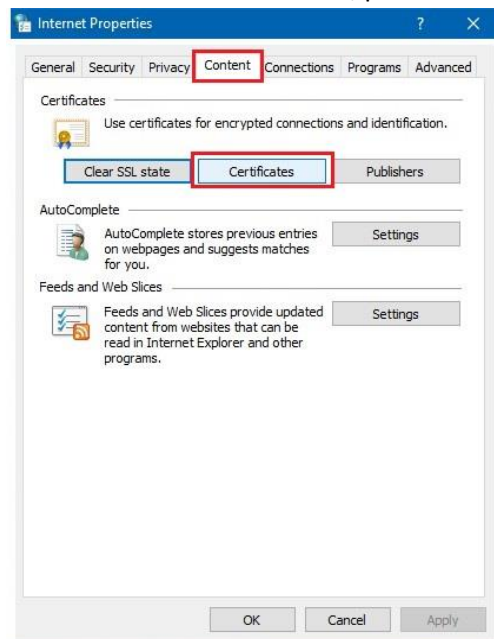 Internet Properties
? X
General Security Privacy Content Connections Programs Advanced
Certificates
Use certificates for encrypted connections and identification.
Clear SSL state Certificates Publishers
AutoComplete
AutoComplete stores previous entries
on webpages and suggests matches
for you.
Settings
Feeds and Web Slices
Feeds and Web Slices provide updated
content from websites that can be
read in Internet Explorer and other
programs.
Settings
OK Cancel Apply